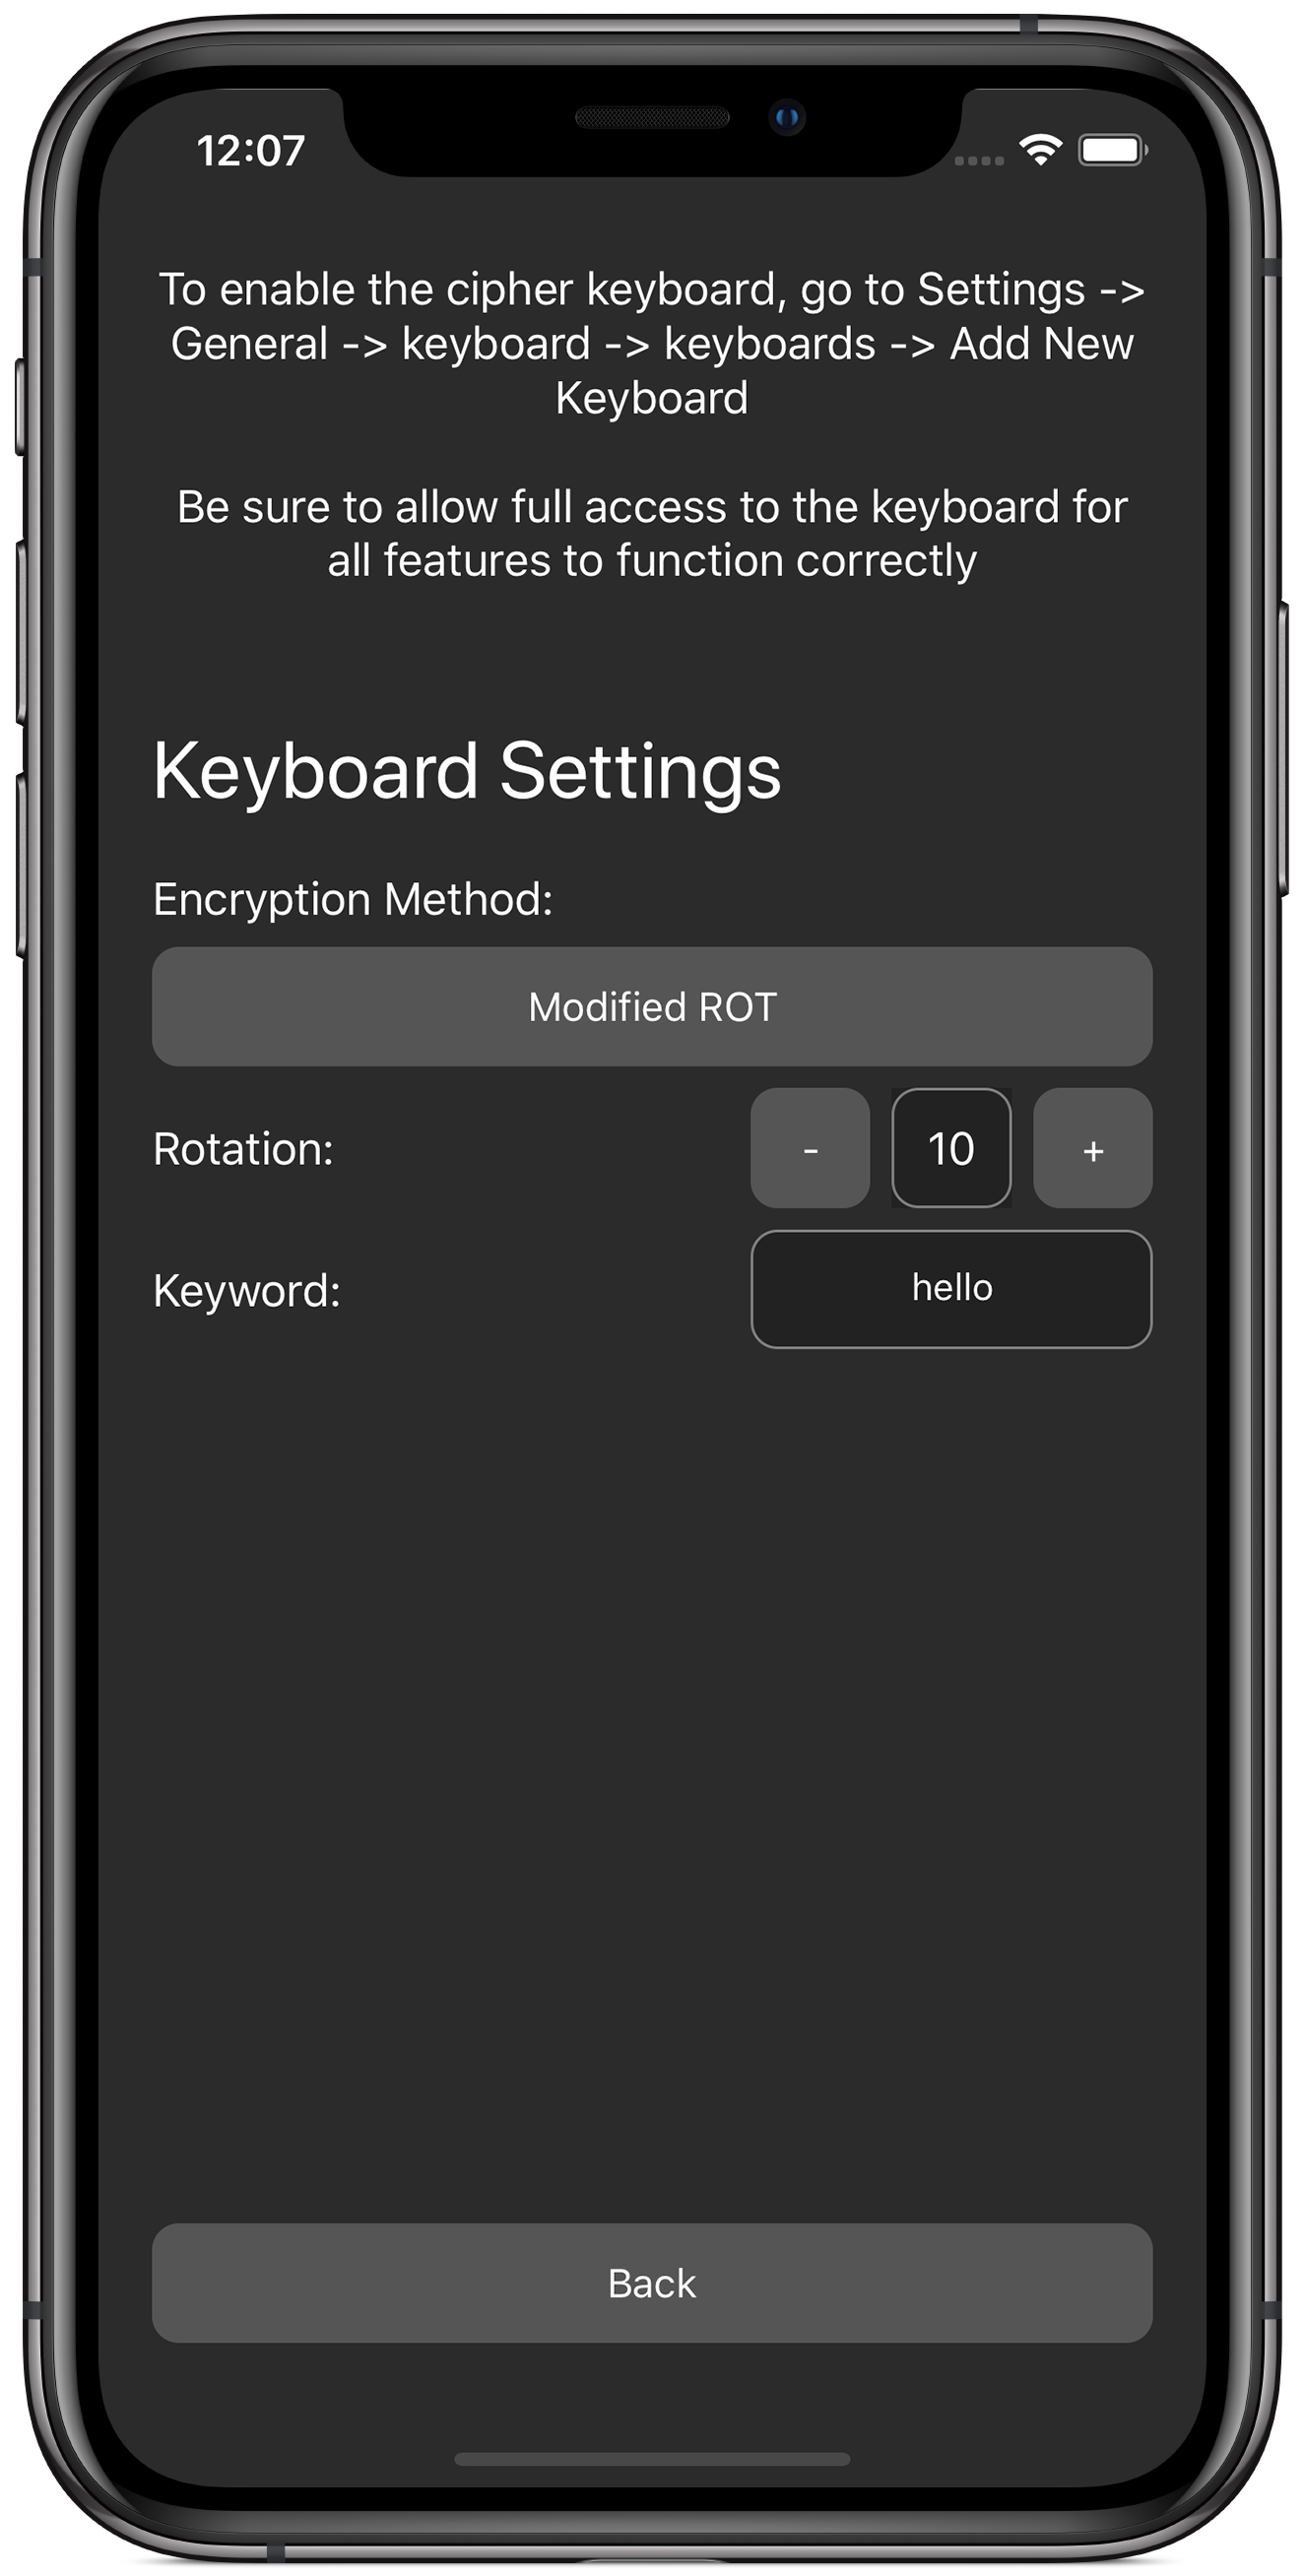 12:07
To enable the cipher keyboard, go to Settings ->
General -> keyboard -> keyboards -> Add New
Keyboard
Be sure to allow full access to the keyboard for
all features to function correctly
Keyboard Settings
Encryption Method:
Modified ROT
Rotation:
- 10 +
Keyword:
hello
Back